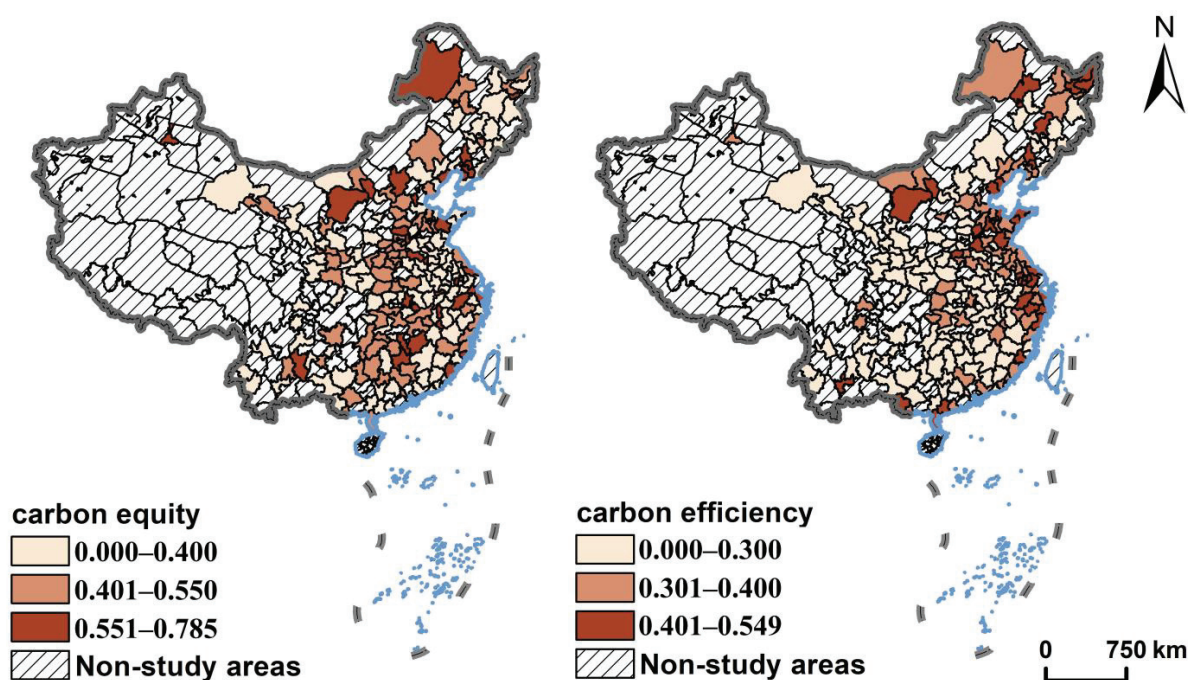 N
carbon equity
0.000–0.400
0.401–0.550
0.551–0.785
Non-study areas
carbon efficiency
0.000–0.300
0.301–0.400
0.401–0.549
Non-study areas
0 750 km